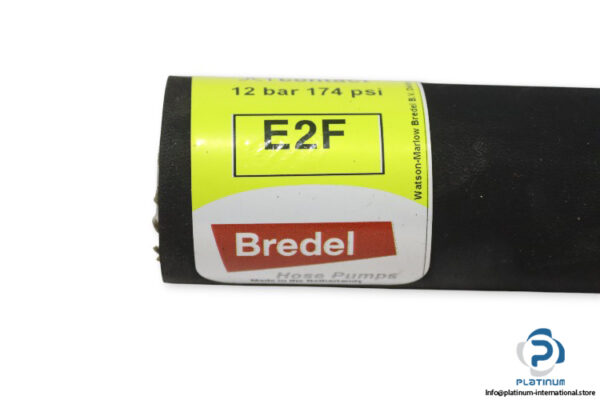 12 bar 174 psi
E2F
Bredel
Hose Pumps
Made in the Netherlands
Watson-Marlow Bredel B.V.
PLATINUM
Info@platinum-international.store